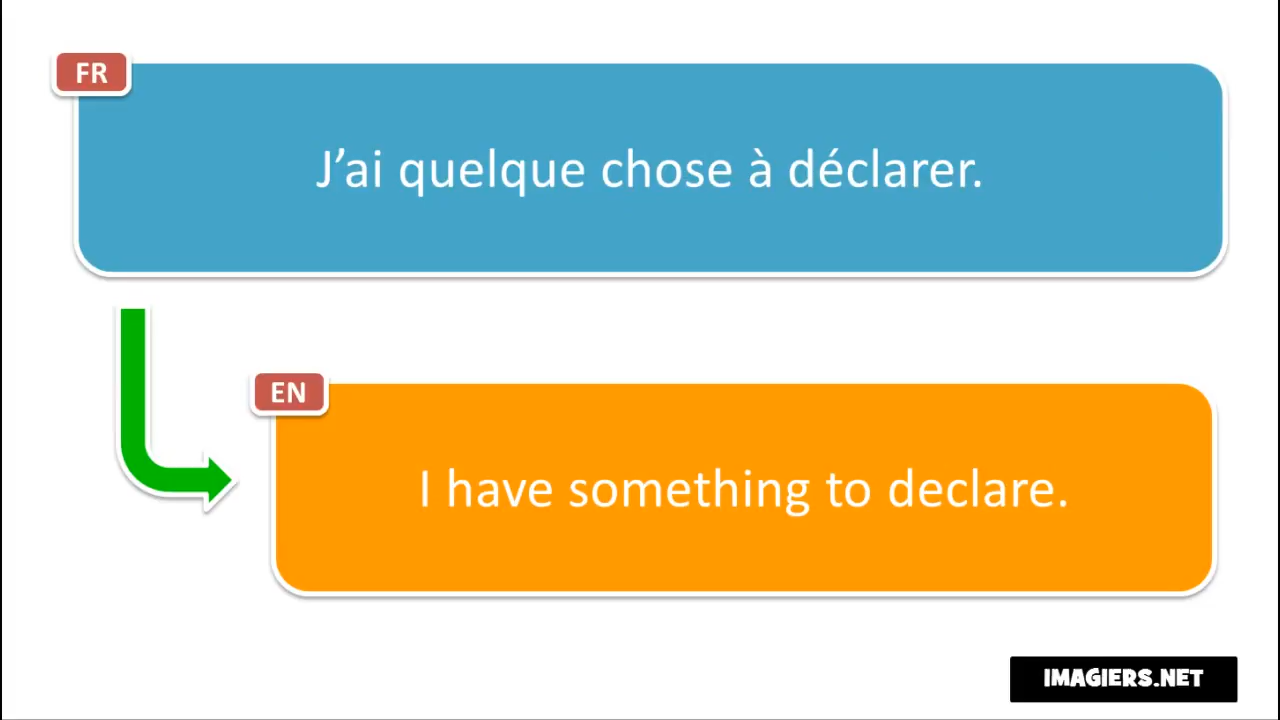 FR
J’ai quelque chose à déclarer.
EN
I have something to declare.
IMAGIERS.NET